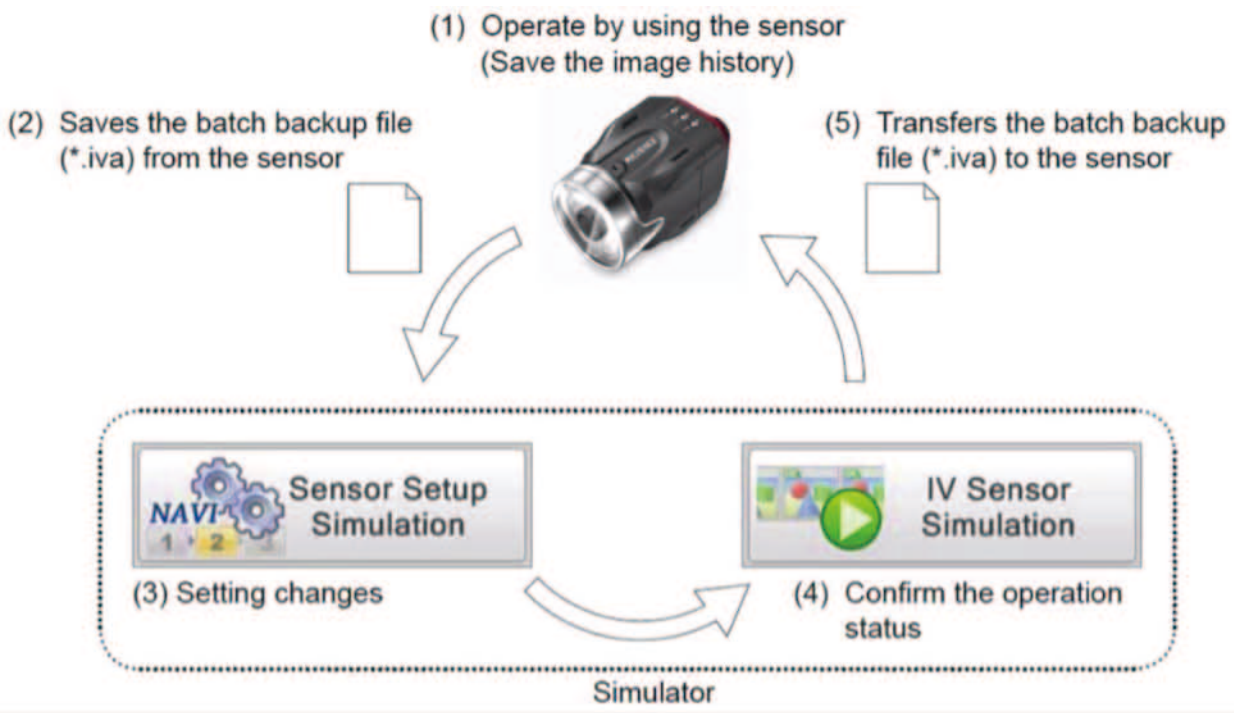 (1) Operate by using the sensor
(Save the image history)
(2) Saves the batch backup file
(*.iva) from the sensor
(5) Transfers the batch backup
file (*.iva) to the sensor
NAVI
1 2 3
Sensor Setup
Simulation
IV Sensor
Simulation
(3) Setting changes
(4) Confirm the operation
status
Simulator